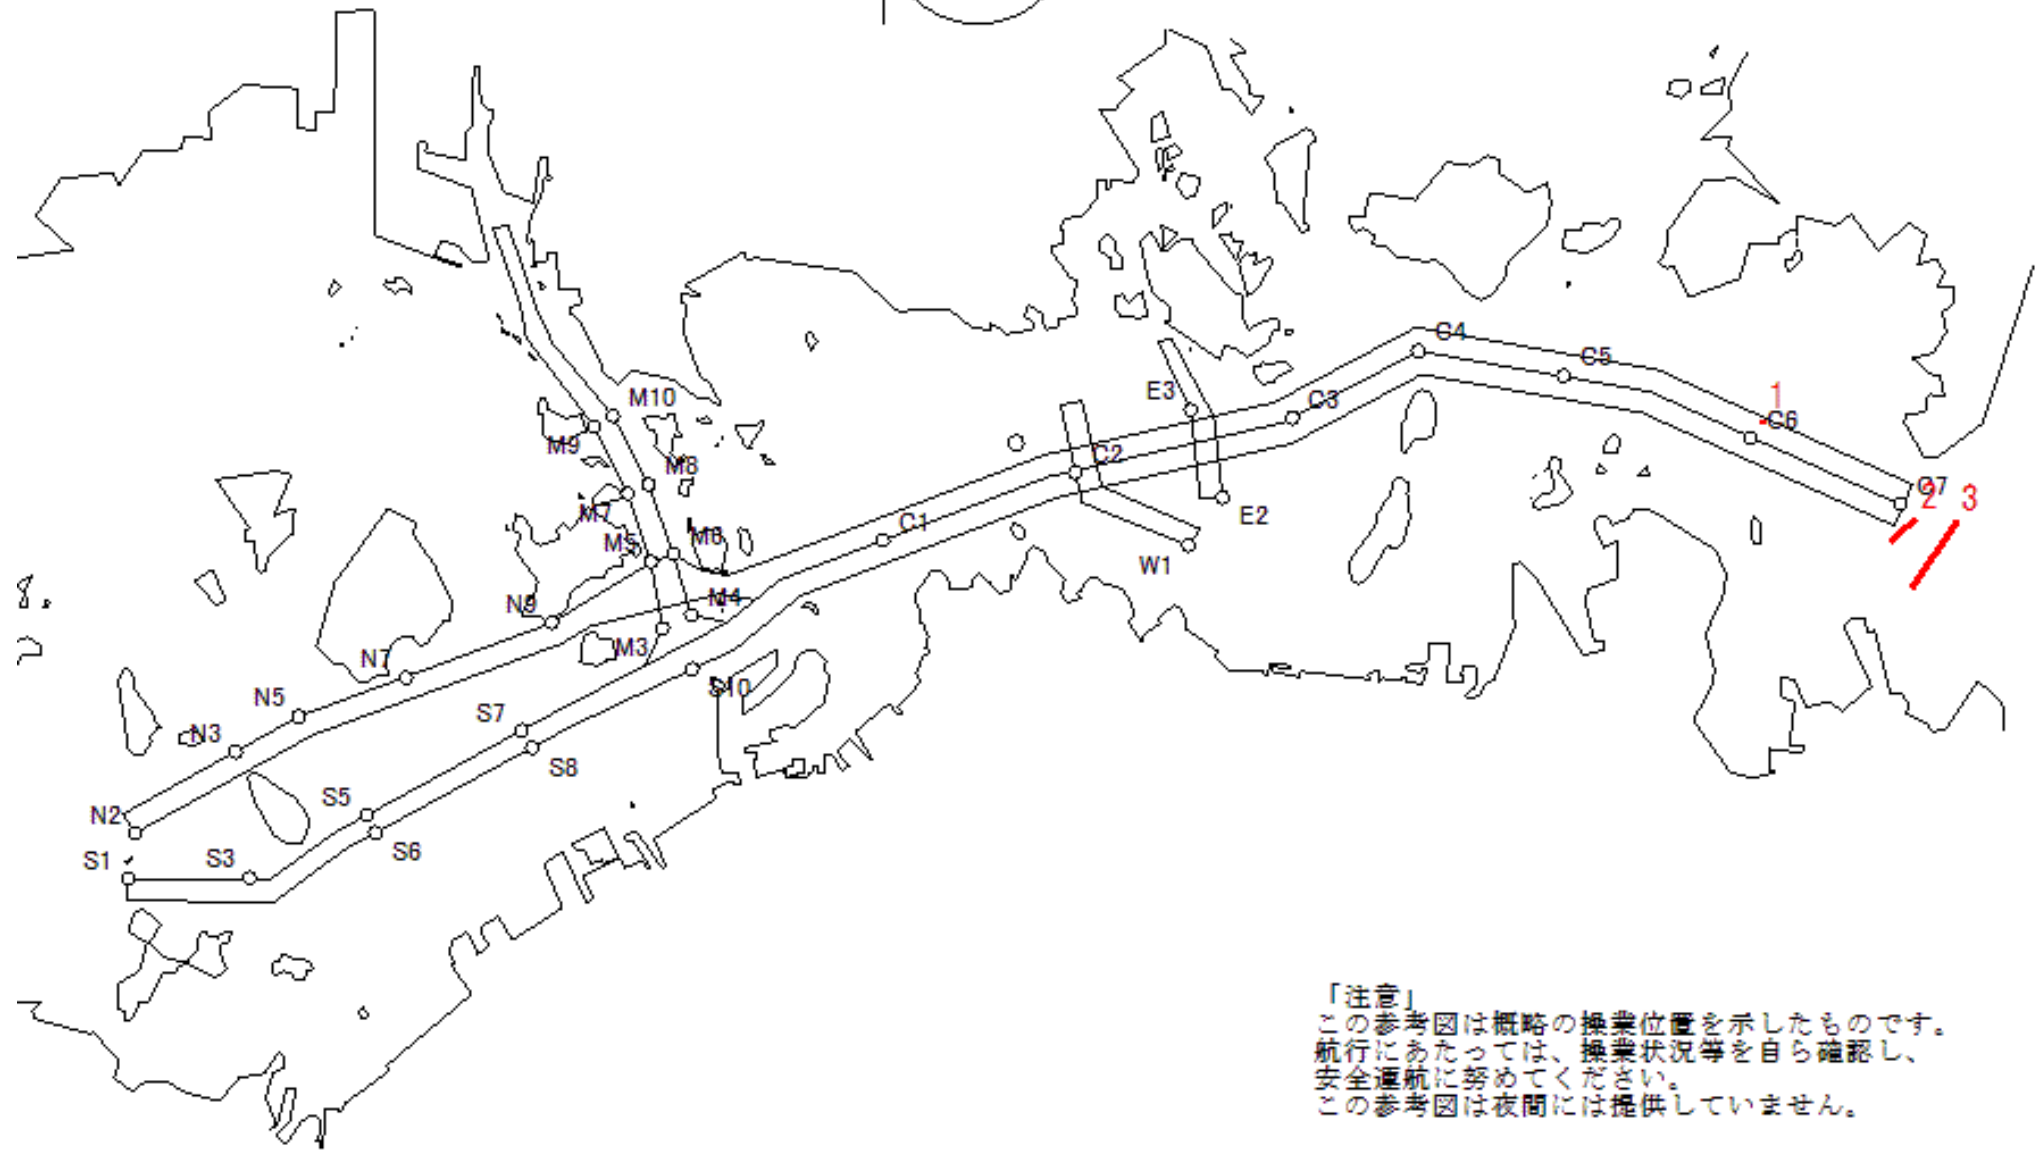 C4
C5
1
M10
E3
C3
C6
M9
C2
M8
C7
2
3
M7
E2
C1
M5
M6
W1
N9
M4
M3
N7
S10
N5
S7
N3
S8
S5
N2
S6
S1
S3
「注意」
この参考図は概略の操業位置を示したものです。
航行にあたっては、操業状況等を自ら確認し、
安全運航に努めてください。
この参考図は夜間には提供していません。